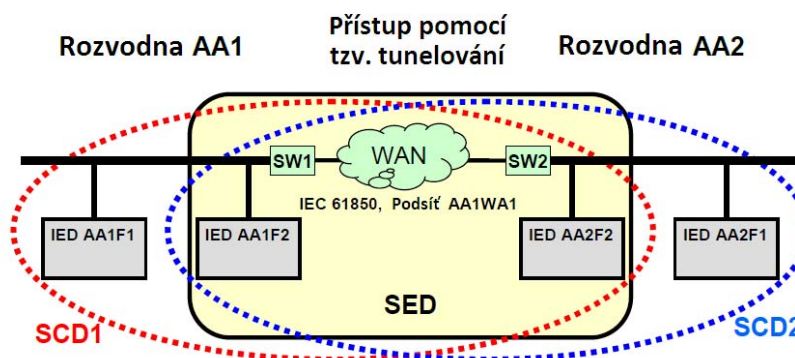 Rozvodna AA1
Přístup pomocí
tzv. tunelování
Rozvodna AA2
SW1
WAN
SW2
IEC 61850, Podsíť AA1WA1
IED AA1F1
IED AA1F2
IED AA2F2
IED AA2F1
SED
SCD1
SCD2